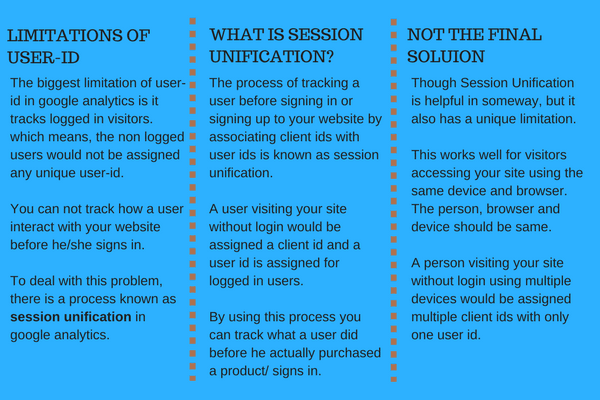 LIMITATIONS OF
USER-ID
The biggest limitation of user-
id in google analytics is it
tracks logged in visitors.
which means, the non logged
users would not be assigned
any unique user-id.
You can not track how a user
interact with your website
before he/she signs in.
To deal with this problem,
there is a process known as
session unification in
google analytics.
WHAT IS SESSION
UNIFICATION?
The process of tracking a
user before signing in or
signing up to your website by
associating client ids with
user ids is known as session
unification.
A user visiting your site
without login would be
assigned a client id and a
user id is assigned for
logged in users.
By using this process you
can track what a user did
before he actually purchased
a product/ signs in.
NOT THE FINAL
SOLUION
Though Session Unification
is helpful in someway, but it
also has a unique limitation.
This works well for visitors
accessing your site using the
same device and browser.
The person, browser and
device should be same.
A person visiting your site
without login using multiple
devices would be assigned
multiple client ids with only
one user id.